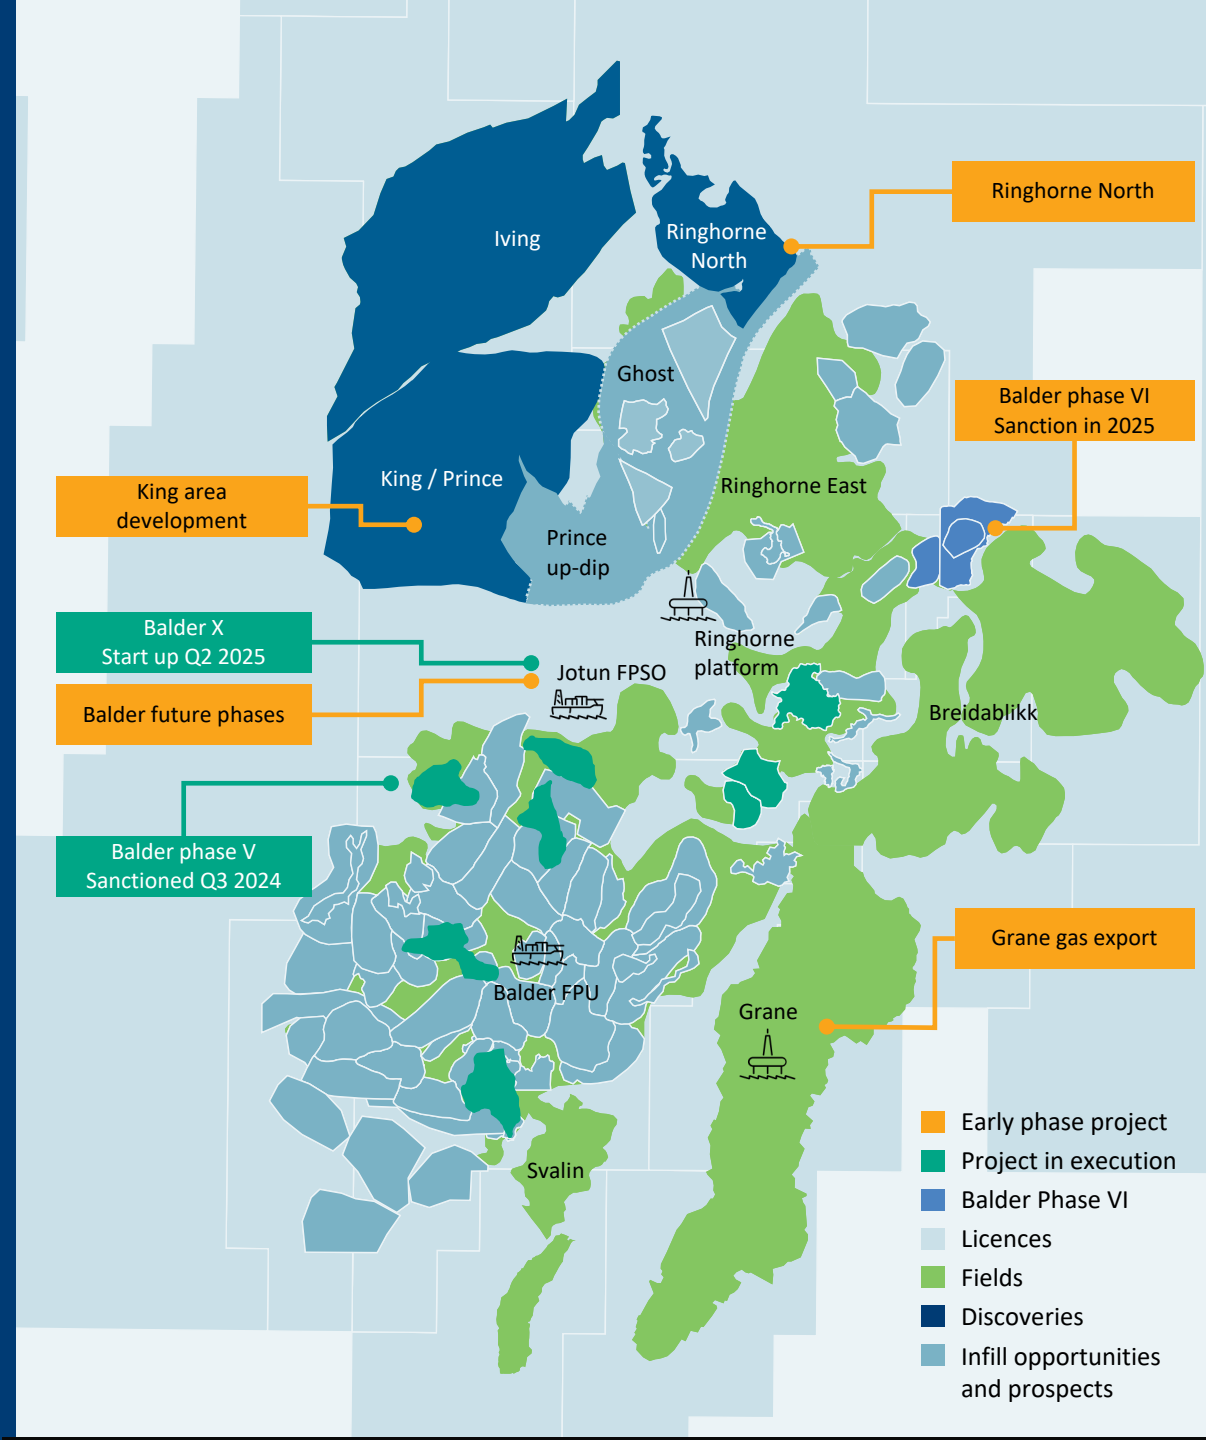 Ringhorne North
Iving
Ringhorne
North
Ghost
Balder phase VI
Sanction in 2025
King / Prince
Ringhorne East
King area
development
Prince
up-dip
Balder X
Start up Q2 2025
Ringhorne
platform
Jotun FPSO
Balder future phases
Breidablikk
Balder phase V
Sanctioned Q3 2024
Grane gas export
Balder FPU
Grane
Svalin
Early phase project
Project in execution
Balder Phase VI
Licences
Fields
Discoveries
Infill opportunities
and prospects